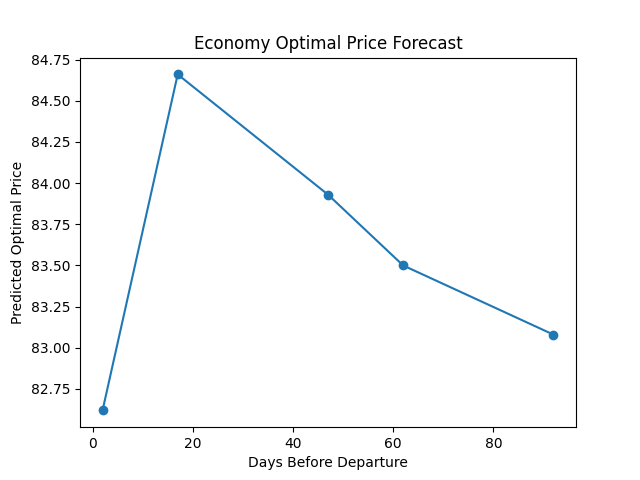 Economy Optimal Price Forecast
84.75
84.50
84.25
84.00
83.75
83.50
83.25
83.00
82.75
Predicted Optimal Price
0 20 40 60 80
Days Before Departure